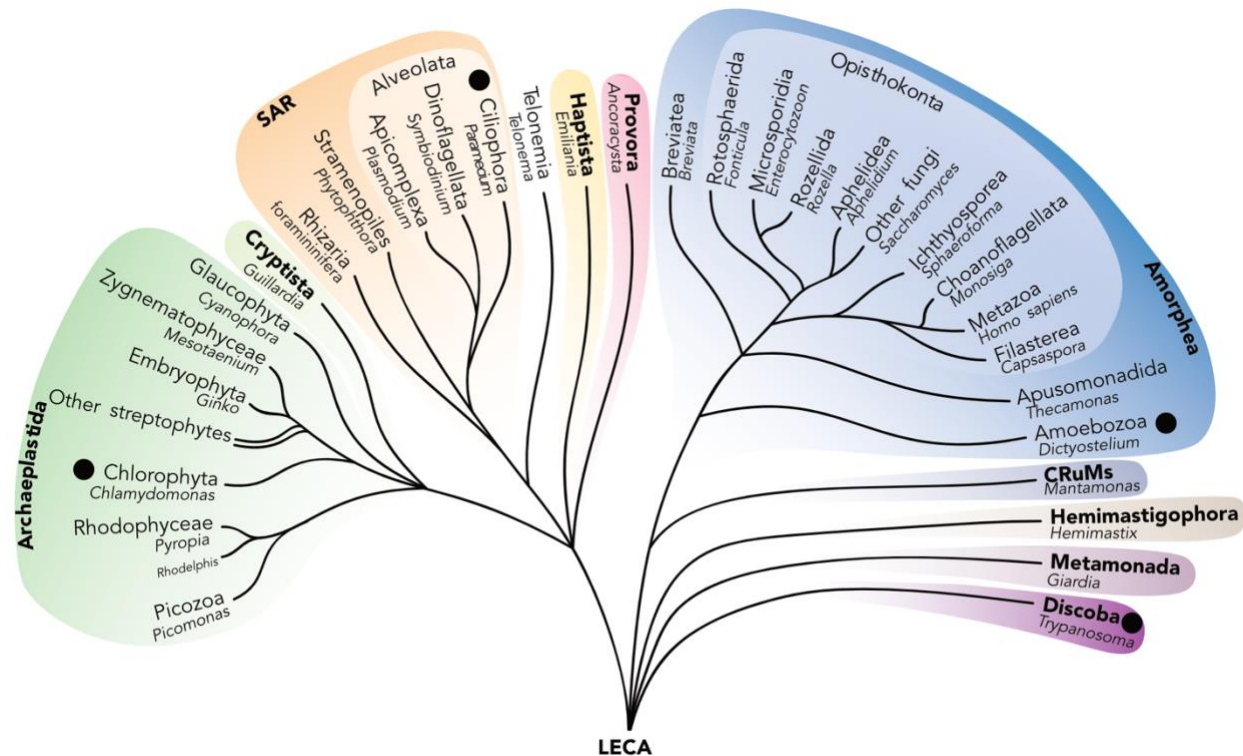 SAR
Alveolata
Ciliophora
Paramedum
Dinoflagellata
Symbiodinium
Apicomplexa
Plasmodium
Stramenopiles
Phytophthora
Rhizaria
foramininifera
Telonemia
Telonema
Haptista
Emiliania
Provora
Ancoracysta
Cryptista
Guillardia
Archaeplastida
Glaucophyta
Cyanophora
Zygnematophyceae
Mesotaenium
Embryophyta
Ginko
Other streptophytes
Chlorophyta
Chlamydomonas
Rhodophyceae
Pyropia
Rhodelphis
Picozoa
Picomonas
Amorphea
Opisthokonta
Breviatea
Breviata
Rotosphaerida
Fonticula
Microsporidia
Enterocytozoon
Rozellida
Rozella
Aphelidea
Aphelidium
Other fungi
Saccharomyces
Ichthyosporea
Sphaeroforma
Choanoflagellata
Monosiga
Metazoa
Homo sapiens
Filasterea
Capsaspora
Apusomonadida
Thecamonas
Amoebozoa
Dictyostelium
CRuMs
Mantamonas
Hemimastigophora
Hemimastix
Metamonada
Giardia
Discoba
Trypanosoma
LECA